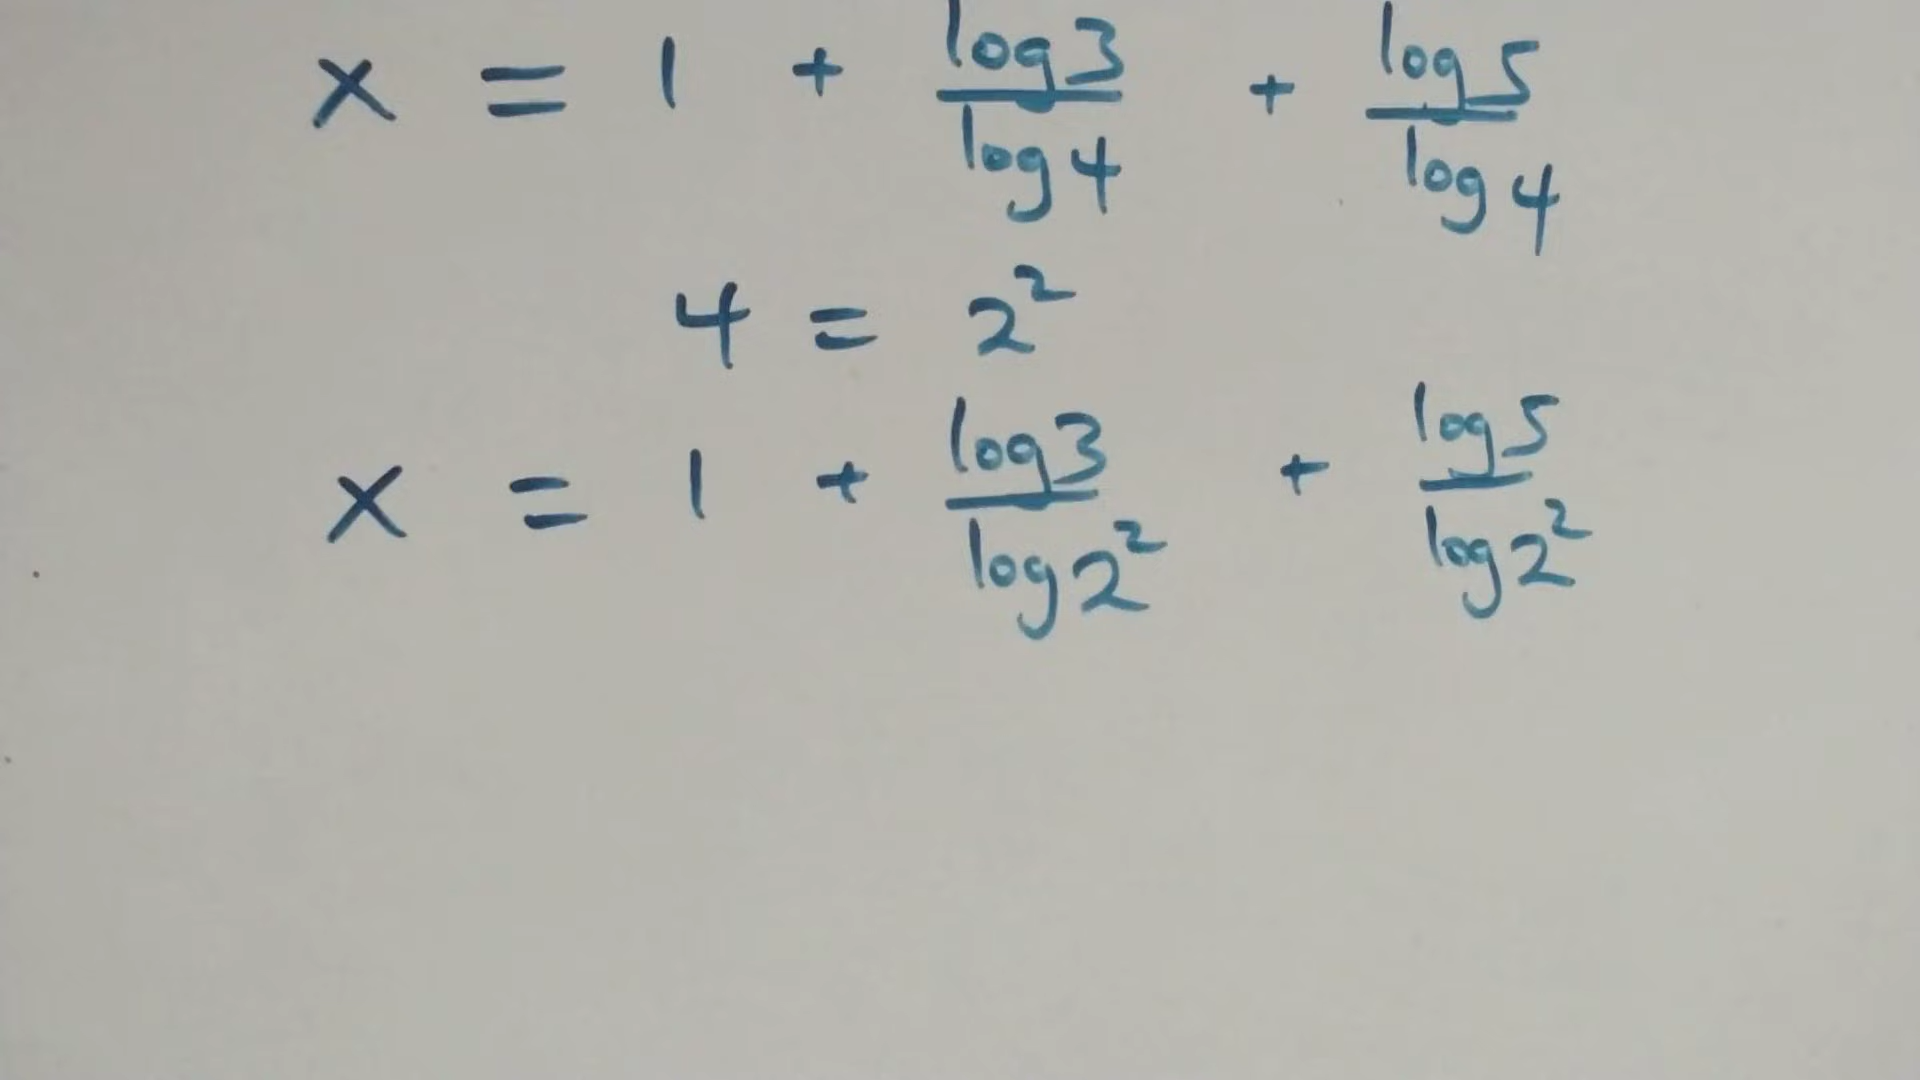 x = 1 + log3/log4 + log5/log4
4 = 2²
x = 1 + log3/log2² + log5/log2²